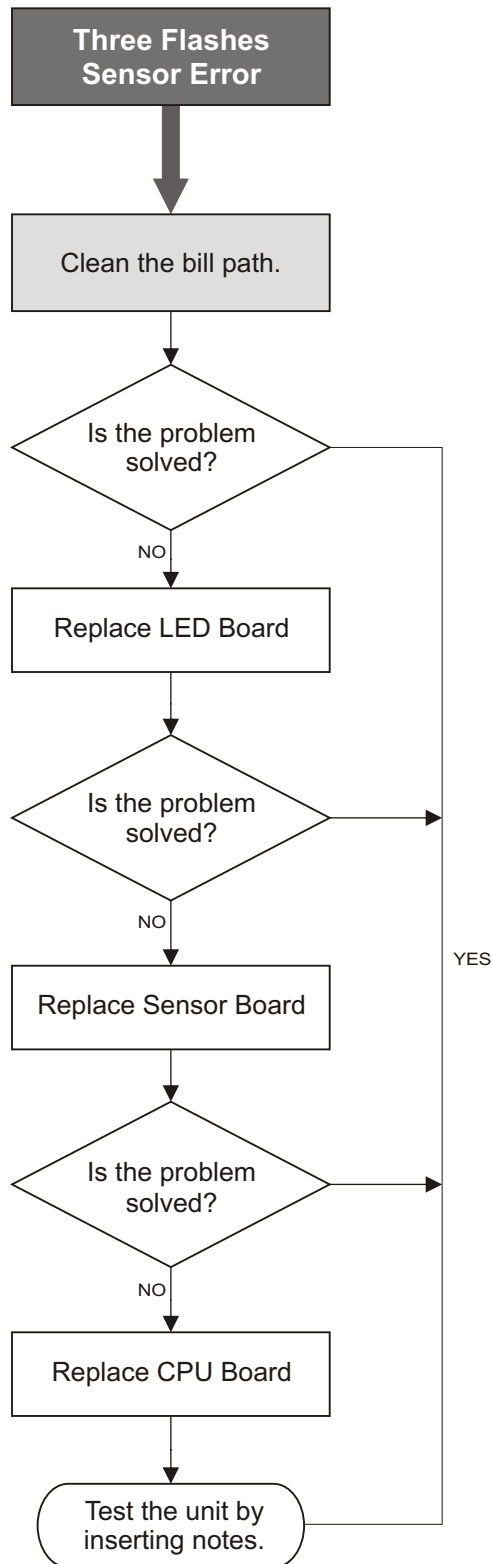 Three Flashes
Sensor Error
Clean the bill path.
Is the problem
solved?
NO
Replace LED Board
Is the problem
solved?
NO
YES
Replace Sensor Board
Is the problem
solved?
NO
Replace CPU Board
Test the unit by
inserting notes.